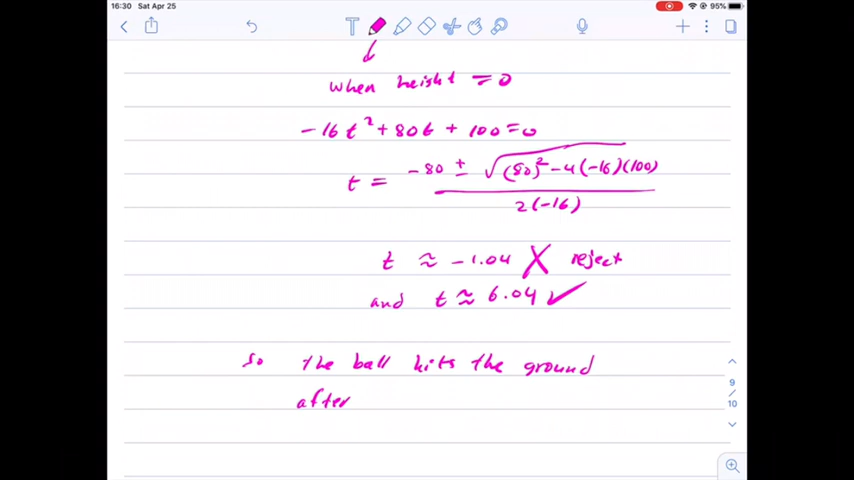 16:30 Sat Apr 25
95%
when height = 0
-16t² + 80t + 100 = 0
t = -80 ± √(80)² - 4(-16)(100)
2(-16)
t ≈ -1.04 X reject
and t ≈ 6.04 ✓
so the ball hits the ground
after
9
/
10